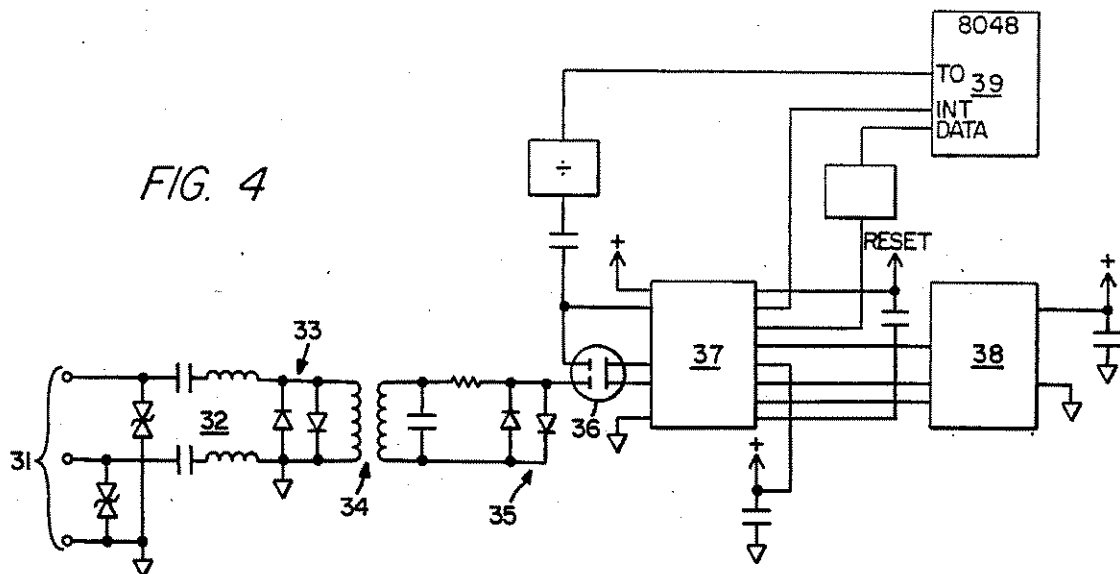 8048
TO
39
INT
DATA
FIG. 4
÷
+
RESET
+
37
38
33
32
36
31
34
35
+